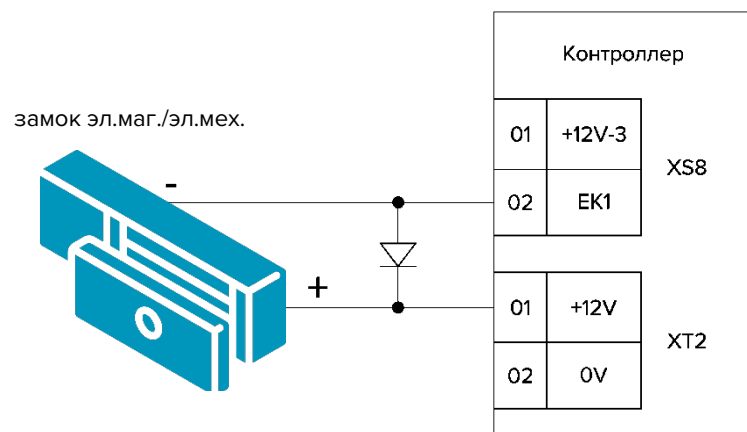 Контроллер
замок эл.маг./эл.мех.
01 +12V-3
XS8
-
02 EK1
+
01 +12V
XT2
02 0V